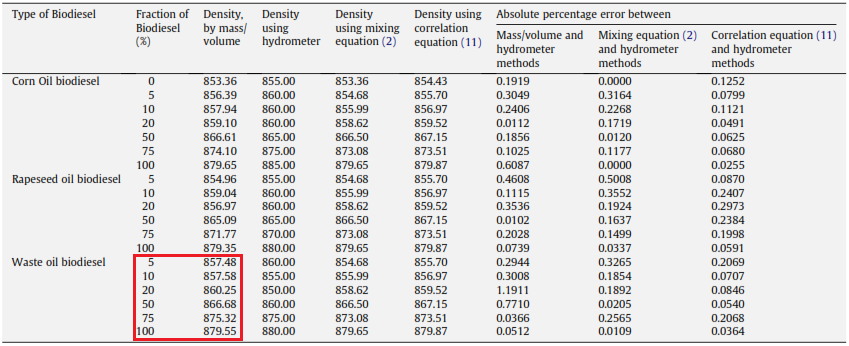 Type of Biodiesel Fraction of Biodiesel (%) Density, by mass/ volume Density using hydrometer Density using mixing equation (2) Density using correlation equation (11) Absolute percentage error between
Mass/volume and hydrometer methods Mixing equation (2) and hydrometer methods Correlation equation (11) and hydrometer methods
Corn Oil biodiesel 0 853.36 855.00 853.36 854.43 0.1919 0.0000 0.1252
5 856.39 860.00 854.68 855.70 0.3049 0.3164 0.0799
10 857.94 860.00 855.99 856.97 0.2406 0.2268 0.1121
20 859.10 860.00 858.62 859.52 0.0112 0.1719 0.0491
50 866.61 865.00 866.50 867.15 0.1856 0.0120 0.0625
75 874.10 875.00 873.08 873.51 0.1025 0.1177 0.0680
100 879.65 885.00 879.65 879.87 0.6087 0.0000 0.0255
Rapeseed oil biodiesel 5 854.96 855.00 854.68 855.70 0.4608 0.5008 0.0870
10 859.04 860.00 855.99 856.97 0.1115 0.3552 0.2407
20 856.97 860.00 858.62 859.52 0.3536 0.1924 0.2973
50 865.09 865.00 866.50 867.15 0.0102 0.1637 0.2384
75 871.77 870.00 873.08 873.51 0.2028 0.1499 0.1998
100 879.35 880.00 879.65 879.87 0.0739 0.0337 0.0591
Waste oil biodiesel 5 857.48 860.00 854.68 855.70 0.2944 0.3265 0.2069
10 857.58 855.00 855.99 856.97 0.3008 0.1854 0.0707
20 860.25 850.00 858.62 859.52 1.1911 0.1892 0.0846
50 866.68 860.00 866.50 867.15 0.7710 0.0205 0.0540
75 875.32 875.00 873.08 873.51 0.0366 0.2565 0.2068
100 879.55 880.00 879.65 879.87 0.0512 0.0109 0.0364